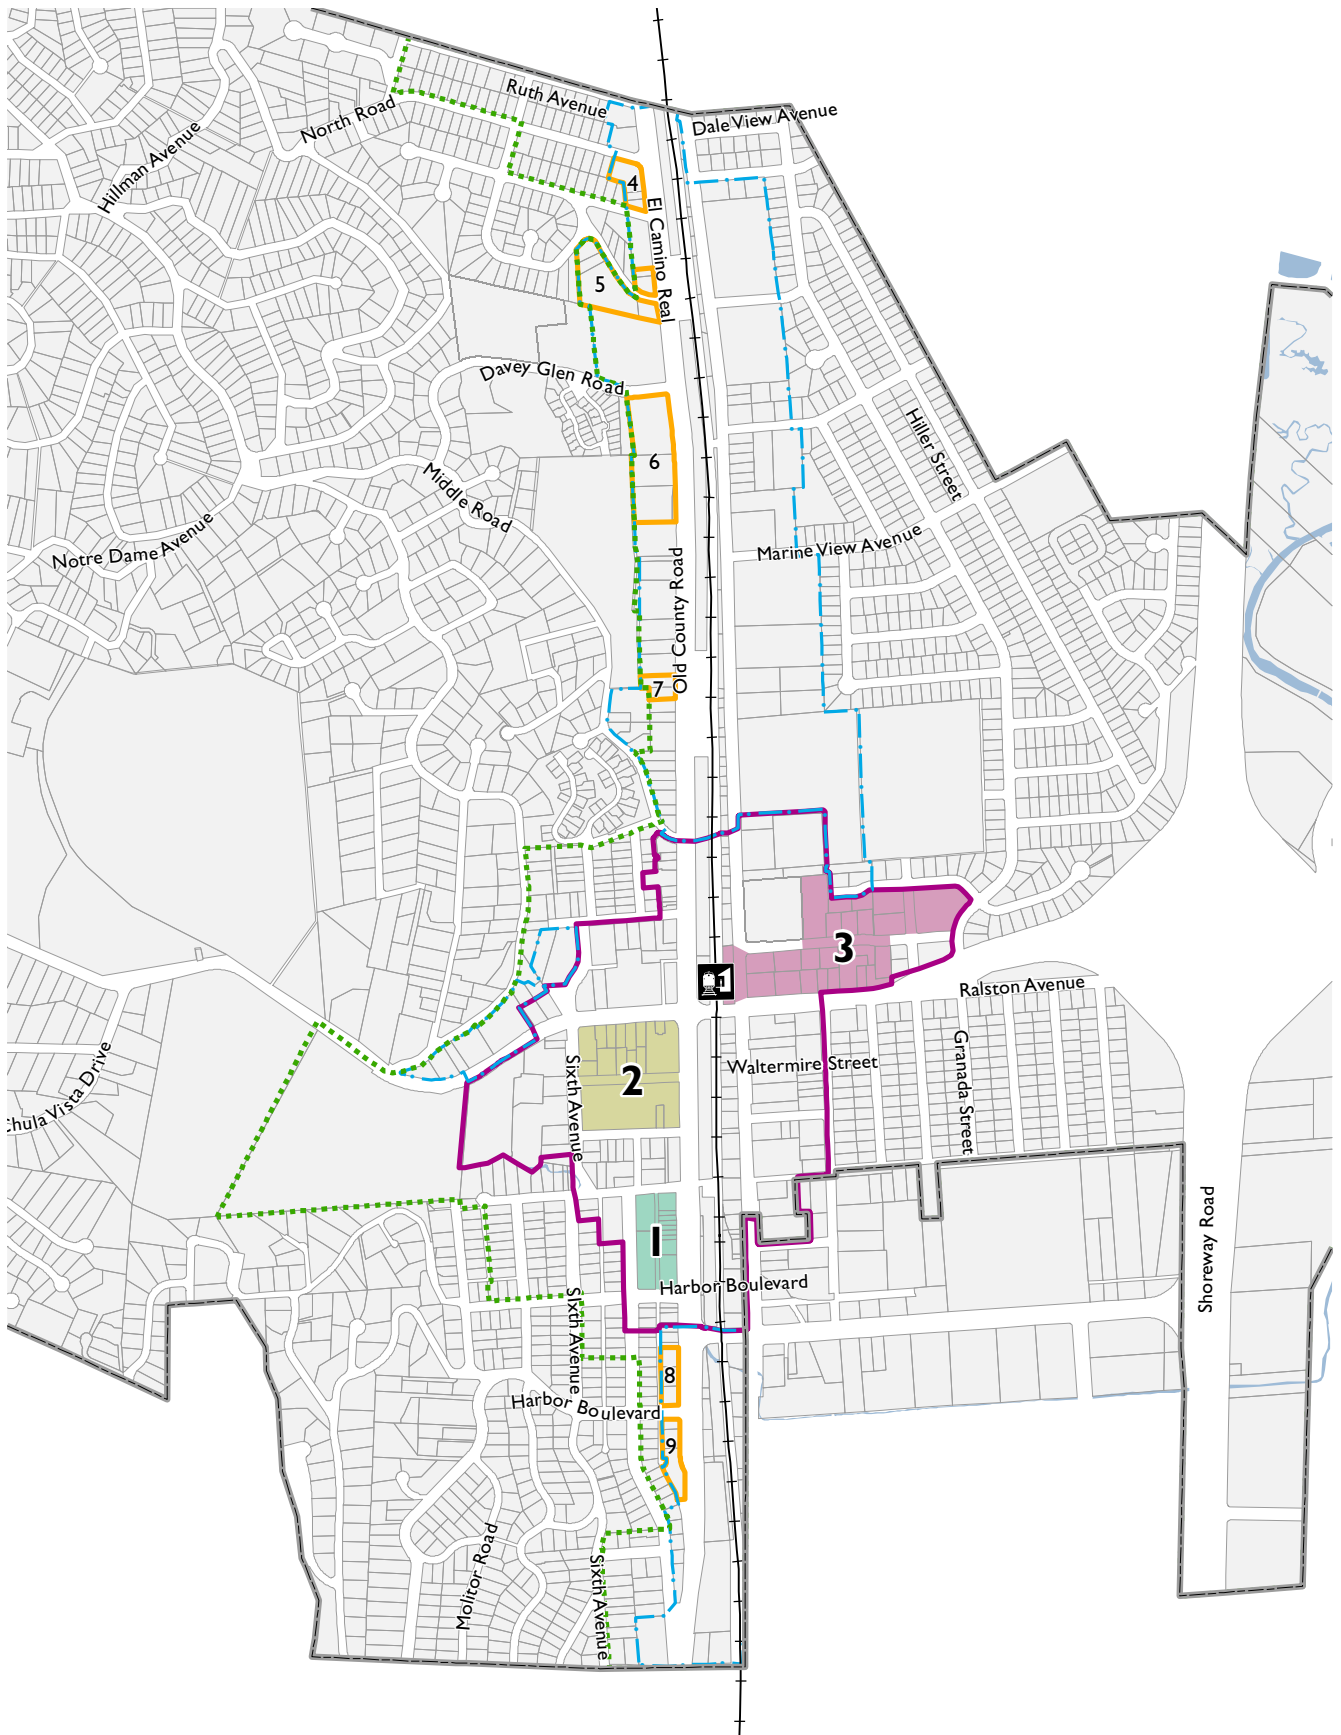 Ruth Avenue
Dale View Avenue
North Road
Hillman Avenue
4
El Camino Real
5
Davey Glen Road
Hiller Street
6
Middle Road
Notre Dame Avenue
Marine View Avenue
Old County Road
7
3
Ralston Avenue
Waltermire Street
Granada Street
Sixth Avenue
2
Chula Vista Drive
Shoreway Road
1
Harbor Boulevard
SIxth Avenue
8
Harbor Boulevard
9
Molitor Road
Sixth Avenue